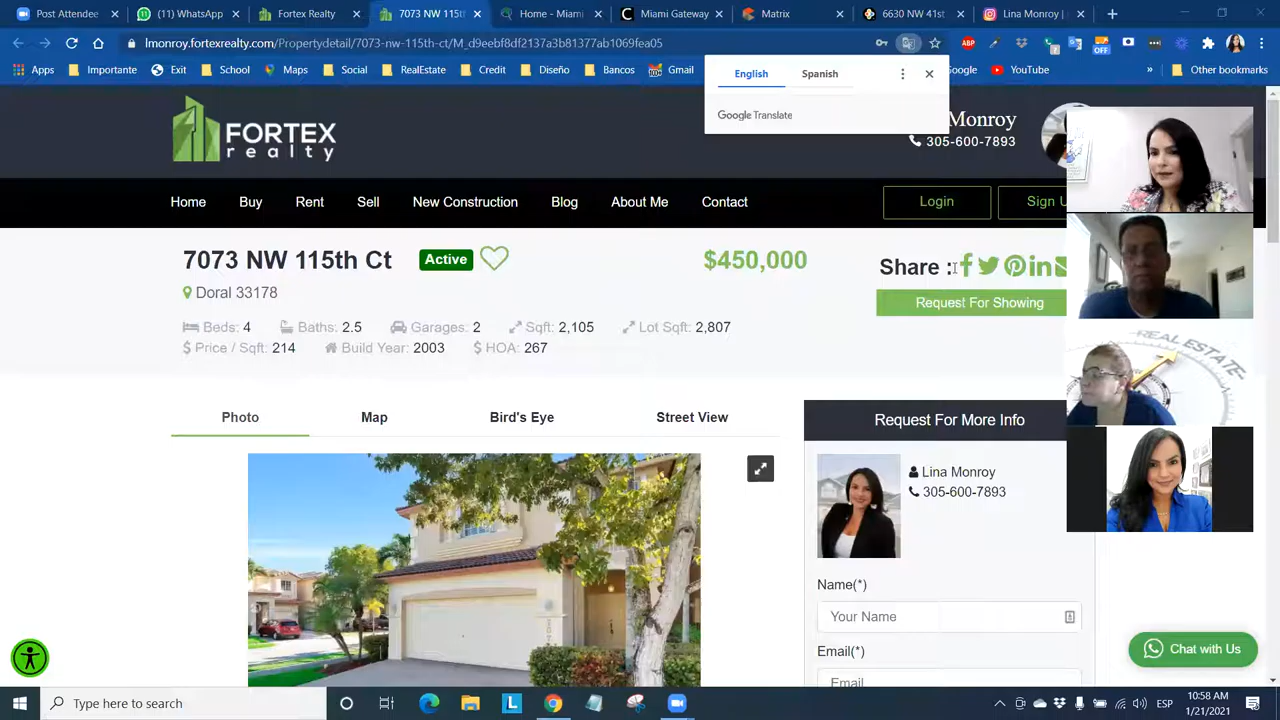 Post Attendee
(11) WhatsApp
Fortex Realty
7073 NW 115th
Home - Miami
Miami Gateway
Matrix
6630 NW 41st
Lina Monroy |
lmonroy.fortexrealty.com/Propertydetail/7073-nw-115th-ct/M_d9eebf8df2137a3b81377ab1069fea05
Apps
Importante
Exit
School
Maps
Social
RealEstate
Credit
Diseño
Bancos
Gmail
Google
YouTube
»
Other bookmarks
English
Spanish
Google Translate
FORTEX
realty
Monroy
305-600-7893
Home
Buy
Rent
Sell
New Construction
Blog
About Me
Contact
Login
Sign U
7073 NW 115th Ct
Active
$450,000
Share :
Doral 33178
Request For Showing
Beds: 4
Baths: 2.5
Garages: 2
Sqft: 2,105
Lot Sqft: 2,807
$ Price / Sqft: 214
Build Year: 2003
$ HOA: 267
REAL ESTATE
Photo
Map
Bird's Eye
Street View
Request For More Info
Lina Monroy
305-600-7893
Name(*)
Your Name
Email(*)
Email
Chat with Us
Type here to search
ESP
10:58 AM
1/21/2021